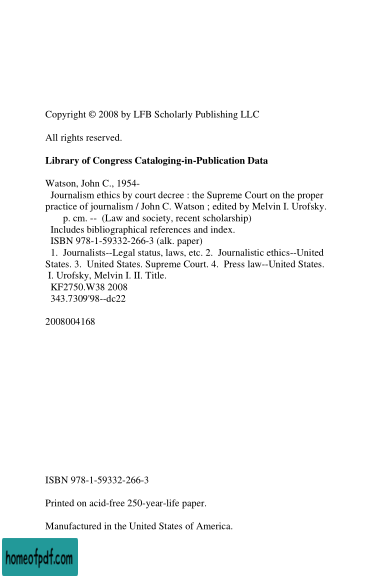 Copyright © 2008 by LFB Scholarly Publishing LLC
All rights reserved.
Library of Congress Cataloging-in-Publication Data
Watson, John C., 1954-
Journalism ethics by court decree : the Supreme Court on the proper
practice of journalism / John C. Watson ; edited by Melvin I. Urofsky.
p. cm. -- (Law and society, recent scholarship)
Includes bibliographical references and index.
ISBN 978-1-59332-266-3 (alk. paper)
1. Journalists--Legal status, laws, etc. 2. Journalistic ethics--United
States. 3. United States. Supreme Court. 4. Press law--United States.
I. Urofsky, Melvin I. II. Title.
KF2750.W38 2008
343.7309'98--dc22
2008004168
ISBN 978-1-59332-266-3
Printed on acid-free 250-year-life paper.
Manufactured in the United States of America.
homeofpdf.com